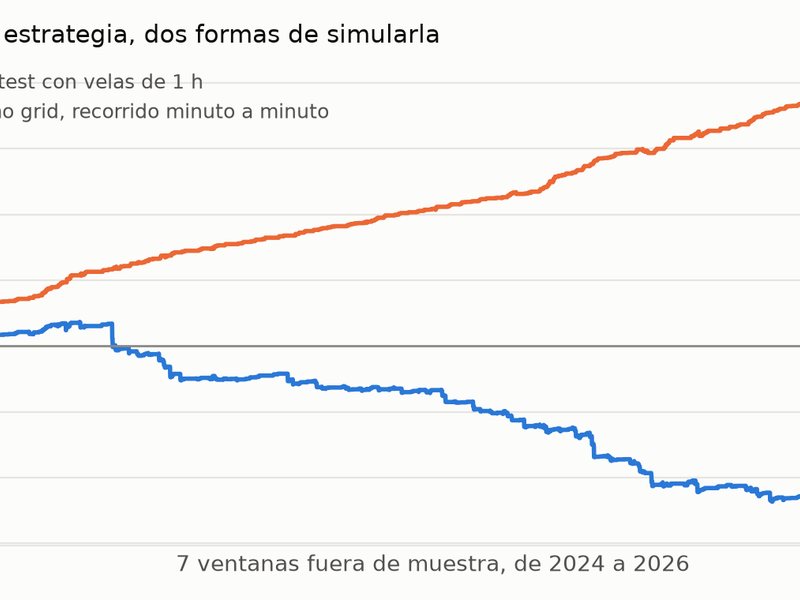 estrategia, dos formas de simularla
test con velas de 1 h
grid, recorrido minuto a minuto
7 ventanas fuera de muestra, de 2024 a 2026